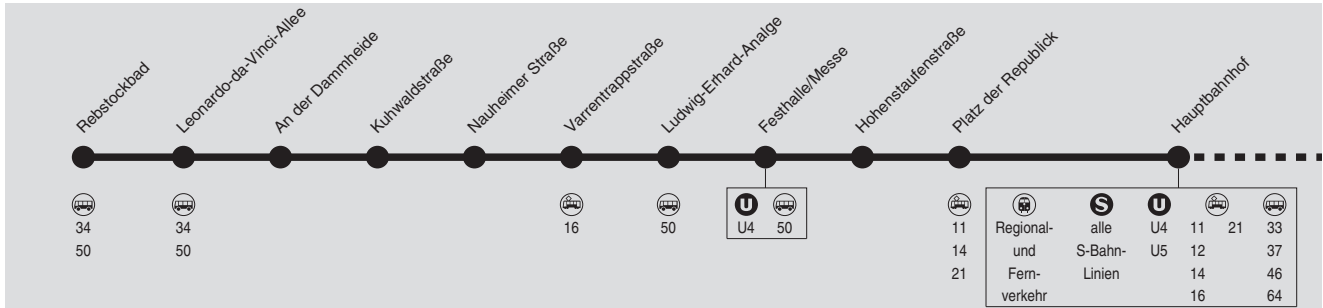 Rebstockbad
Leonardo-da-Vinci-Allee
An der Dammheide
Kuhwaldstraße
Nauheimer Straße
Varrentrappstraße
Ludwig-Erhard-Analge
Festhalle/Messe
Hohenstaufenstraße
Platz der Republick
Hauptbahnhof
34
50
34
50
16
50
U
U4 50
11
14
21
S U
Regional- alle U4 11 21 33
und S-Bahn- U5 12 37
Fern- Linien 14 46
verkehr 16 64